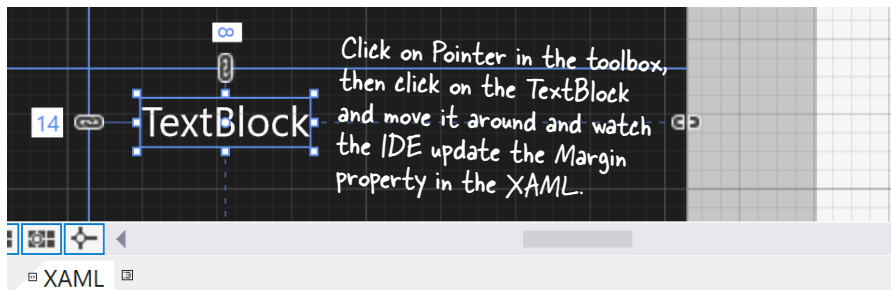 8
Click on Pointer in the toolbox,
then click on the TextBlock
and move it around and watch
the IDE update the Margin
property in the XAML.
14
TextBlock
XAML